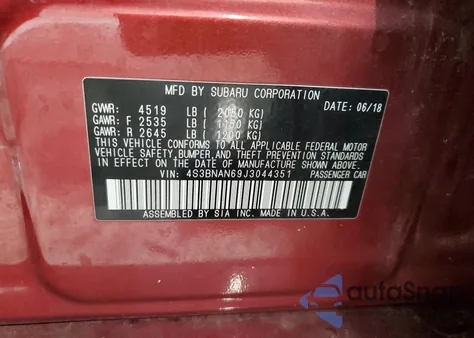 MFD BY SUBARU CORPORATION
GVWR: 4519 LB ( 2050 KG) DATE: 06/18
GAWR: F 2535 LB ( 1150 KG)
GAWR: R 2645 LB ( 1200 KG)
THIS VEHICLE CONFORMS TO ALL APPLICABLE FEDERAL MOTOR
VEHICLE SAFETY, BUMPER, AND THEFT PREVENTION STANDARDS
IN EFFECT ON THE DATE OF MANUFACTURE SHOWN ABOVE.
VIN: 4S3BNAN69J3044351 PASSENGER CAR
ASSEMBLED BY SIA INC. MADE IN U.S.A.
autoSnap